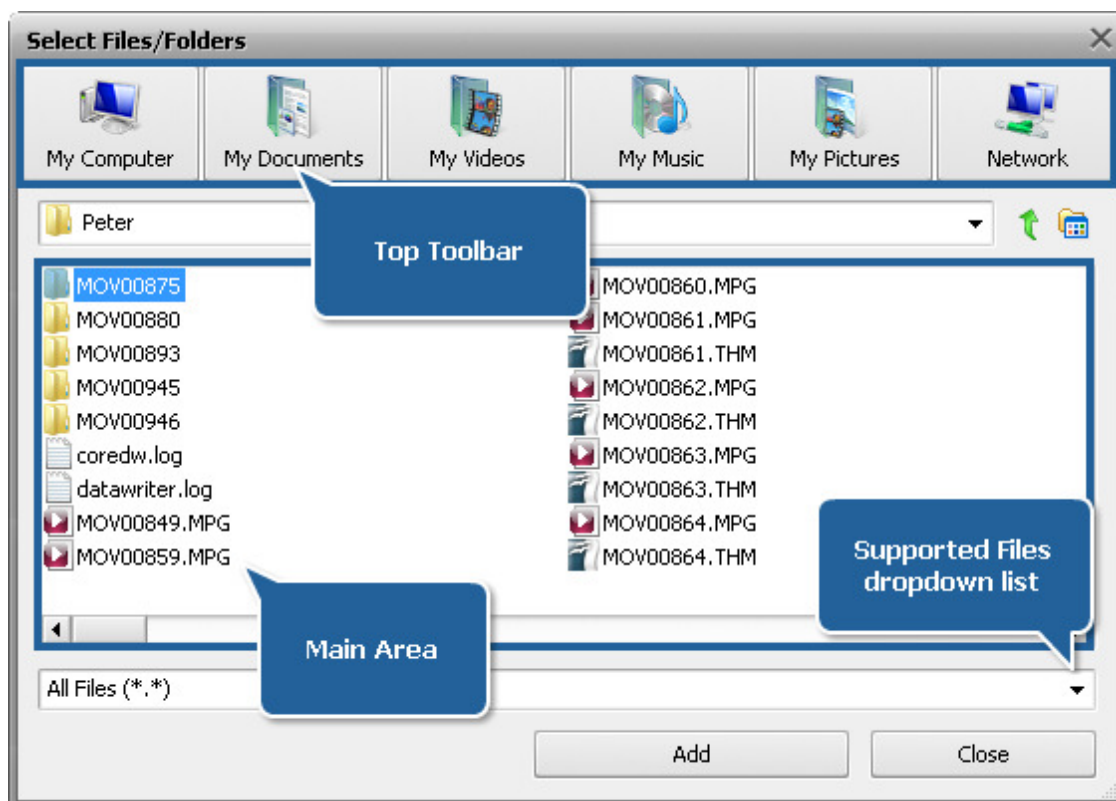 Select Files/Folders
My Computer
My Documents
My Videos
My Music
My Pictures
Network
Peter
Top Toolbar
MOV00875
MOV00880
MOV00893
MOV00945
MOV00946
coredw.log
datawriter.log
MOV00849.MPG
MOV00859.MPG
MOV00860.MPG
MOV00861.MPG
MOV00861.THM
MOV00862.MPG
MOV00862.THM
MOV00863.MPG
MOV00863.THM
MOV00864.MPG
MOV00864.THM
Supported Files
dropdown list
Main Area
All Files (*.*)
Add
Close